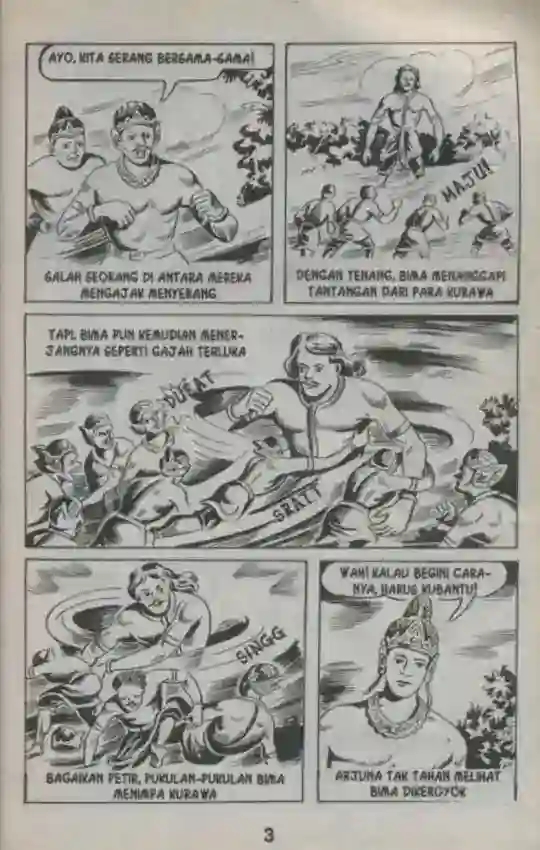 AYO, KITA SERANG BERSAMA-SAMA!
SALAH SEORANG DI ANTARA MEREKA
MENGAJAK MENYERANG
MAJU!!
DENGAN TENANG, BIMA MENANGGAPI
TANTANGAN DARI PARA KURAWA
TAPI, BIMA PUN KEMUDIAN MENER-
JANGNYA SEPERTI GAJAH TERLUKA
DUKAT
SRATT
SINGG
BAGAIKAN PETIR, PUKULAN-PUKULAN BIMA
MENIMPA KURAWA
WAH! KALAU BEGINI CARA-
NYA, HARUS KUBANTU!
ARJUNA TAK TAHAN MELIHAT
BIMA DIKEROYOK
3